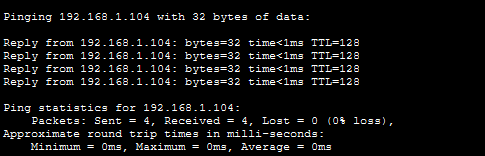 Pinging 192.168.1.104 with 32 bytes of data:
Reply from 192.168.1.104: bytes=32 time<1ms TTL=128
Reply from 192.168.1.104: bytes=32 time<1ms TTL=128
Reply from 192.168.1.104: bytes=32 time<1ms TTL=128
Reply from 192.168.1.104: bytes=32 time<1ms TTL=128
Ping statistics for 192.168.1.104:
Packets: Sent = 4, Received = 4, Lost = 0 (0% loss),
Approximate round trip times in milli-seconds:
Minimum = 0ms, Maximum = 0ms, Average = 0ms